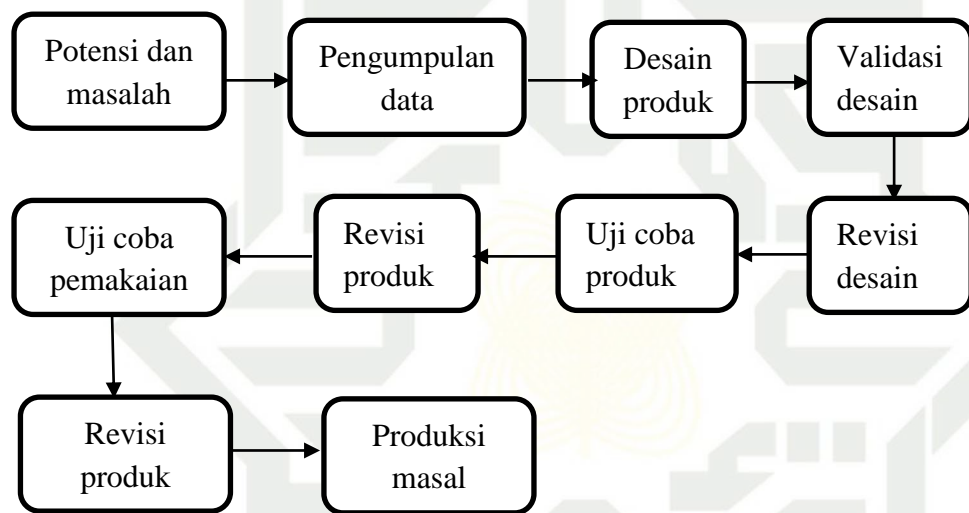 Potensi dan
masalah
Pengumpulan
data
Desain
produk
Validasi
desain
Revisi
desain
Uji coba
produk
Revisi
produk
Uji coba
pemakaian
Revisi
produk
Produksi
masal